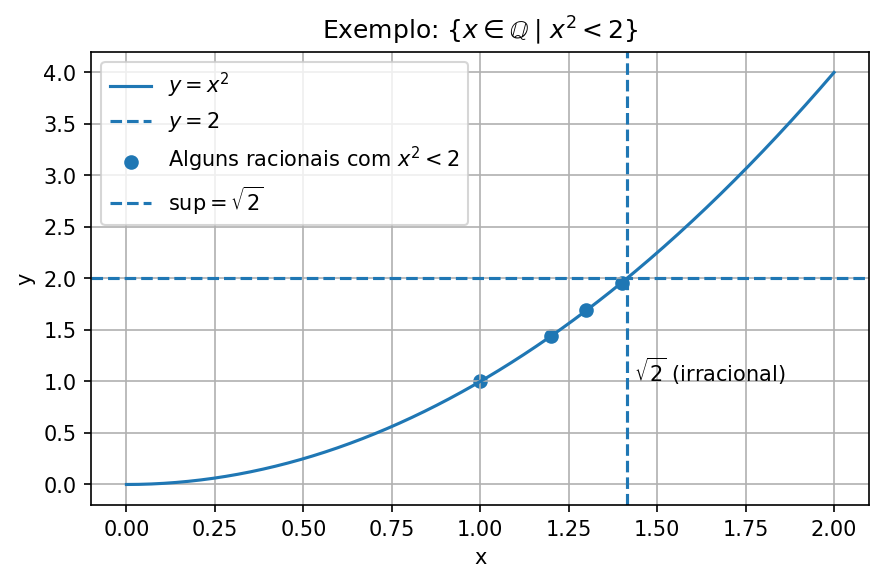 Exemplo: {x ∈ ℚ | x² < 2}
y = x²
y = 2
Alguns racionais com x² < 2
sup = √2
4.0
3.5
3.0
2.5
2.0
1.5
1.0
0.5
0.0
y
√2 (irracional)
0.00 0.25 0.50 0.75 1.00 1.25 1.50 1.75 2.00
x